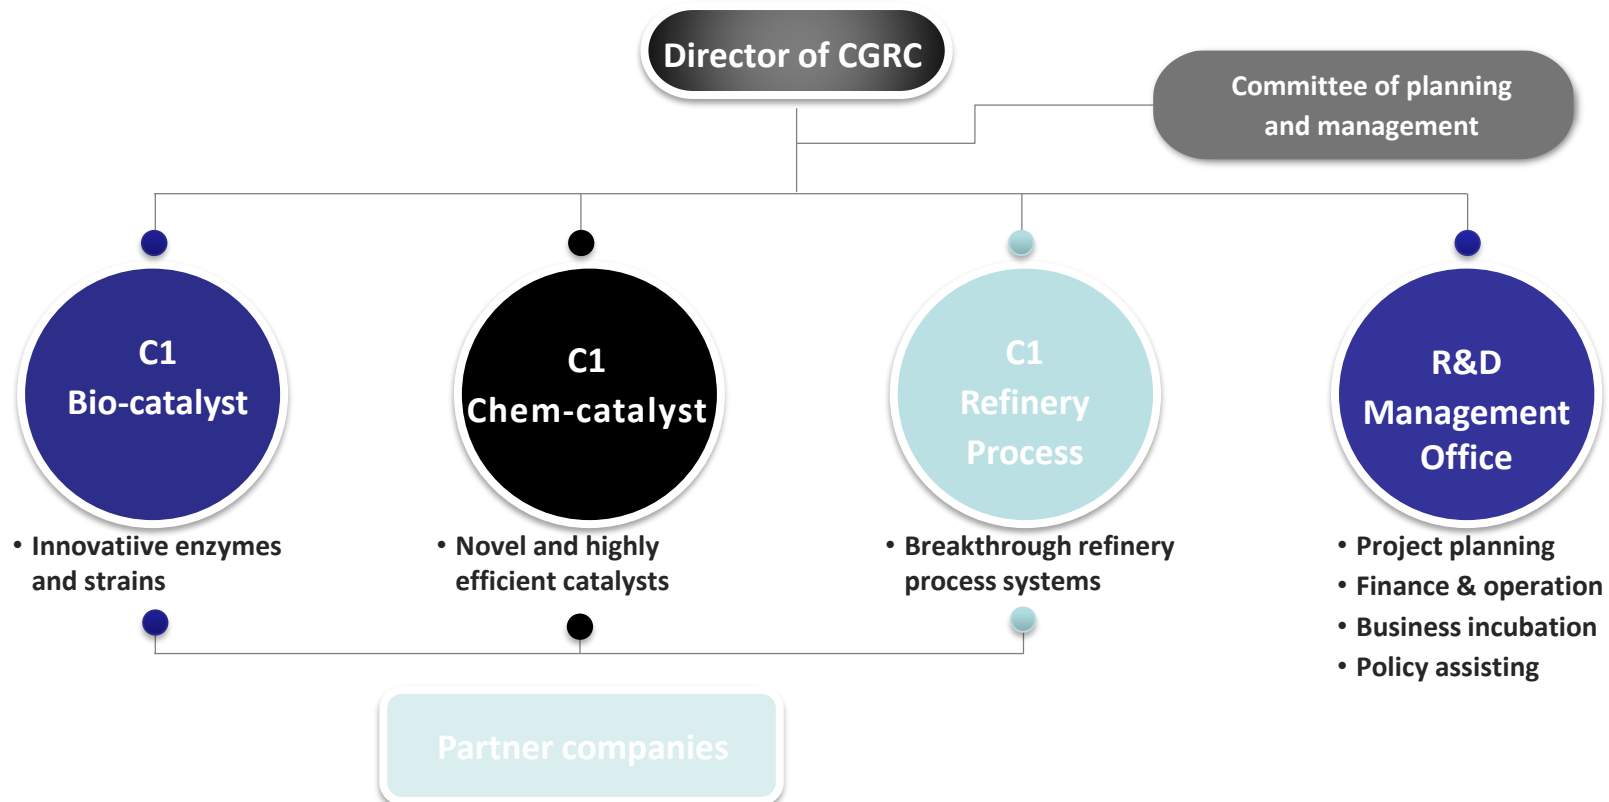 Director of CGRC
Committee of planning
and management
C1
Bio-catalyst
C1
Chem-catalyst
C1
Refinery
Process
R&D
Management
Office
• Innovatiive enzymes
and strains
• Novel and highly
efficient catalysts
• Breakthrough refinery
process systems
• Project planning
• Finance & operation
• Business incubation
• Policy assisting
Partner companies